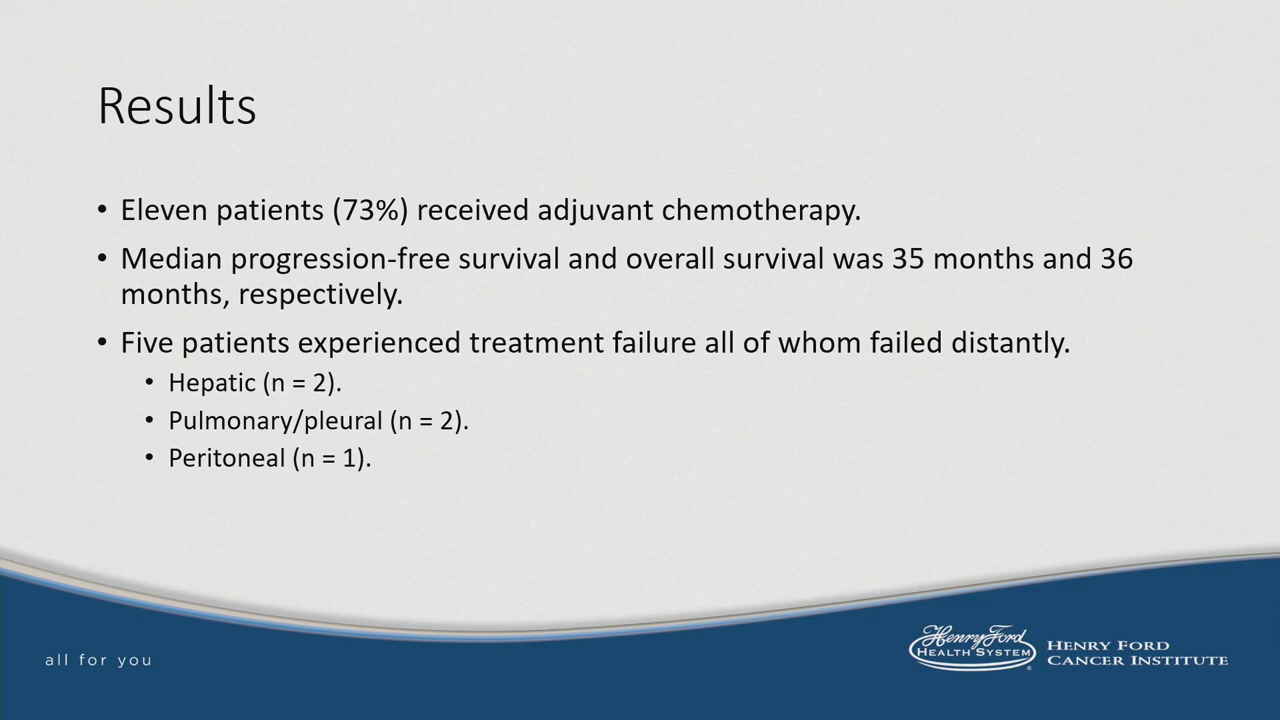 Results
• Eleven patients (73%) received adjuvant chemotherapy.
• Median progression-free survival and overall survival was 35 months and 36
months, respectively.
• Five patients experienced treatment failure all of whom failed distantly.
• Hepatic (n = 2).
• Pulmonary/pleural (n = 2).
• Peritoneal (n = 1).
all for you
Henry Ford
HEALTH SYSTEM
HENRY FORD
CANCER INSTITUTE